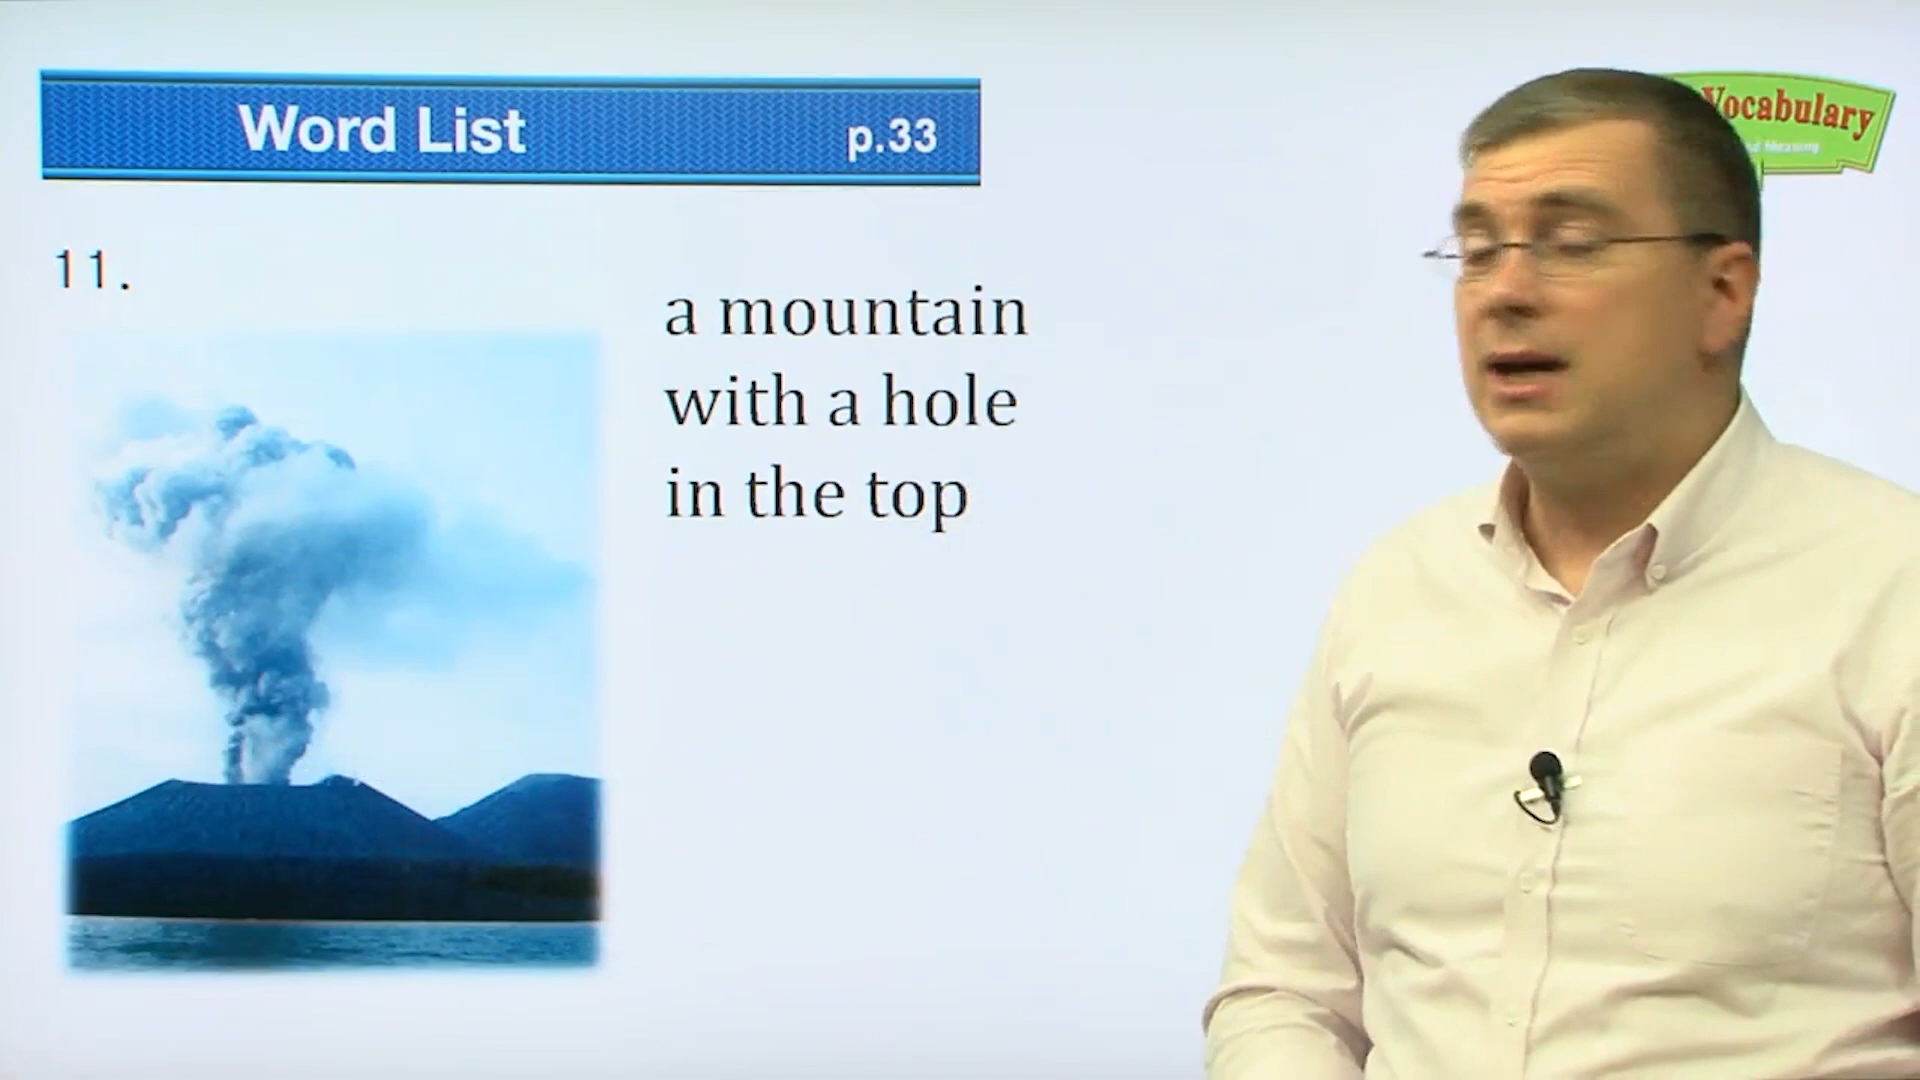 Word List
p.33
Vocabulary
11.
a mountain
with a hole
in the top